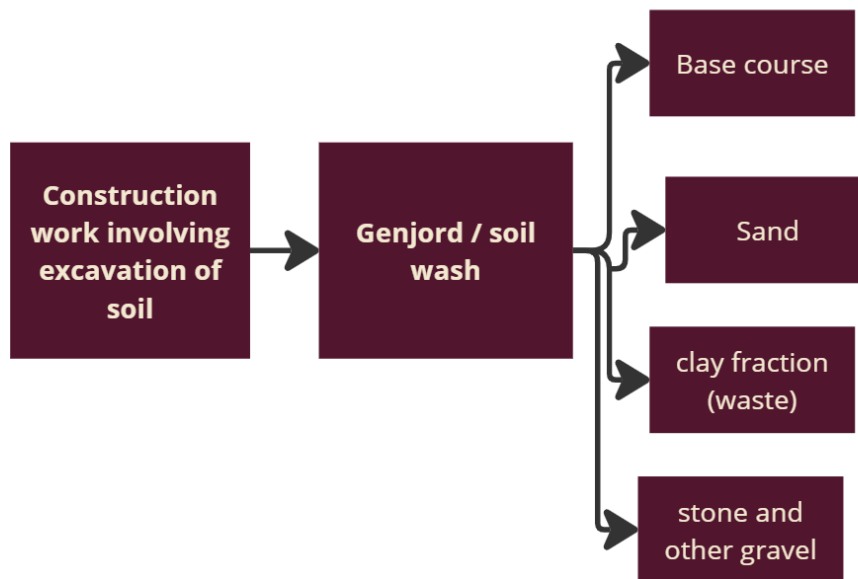 Construction
work involving
excavation of
soil
Genjord / soil
wash
Base course
Sand
clay fraction
(waste)
stone and
other gravel